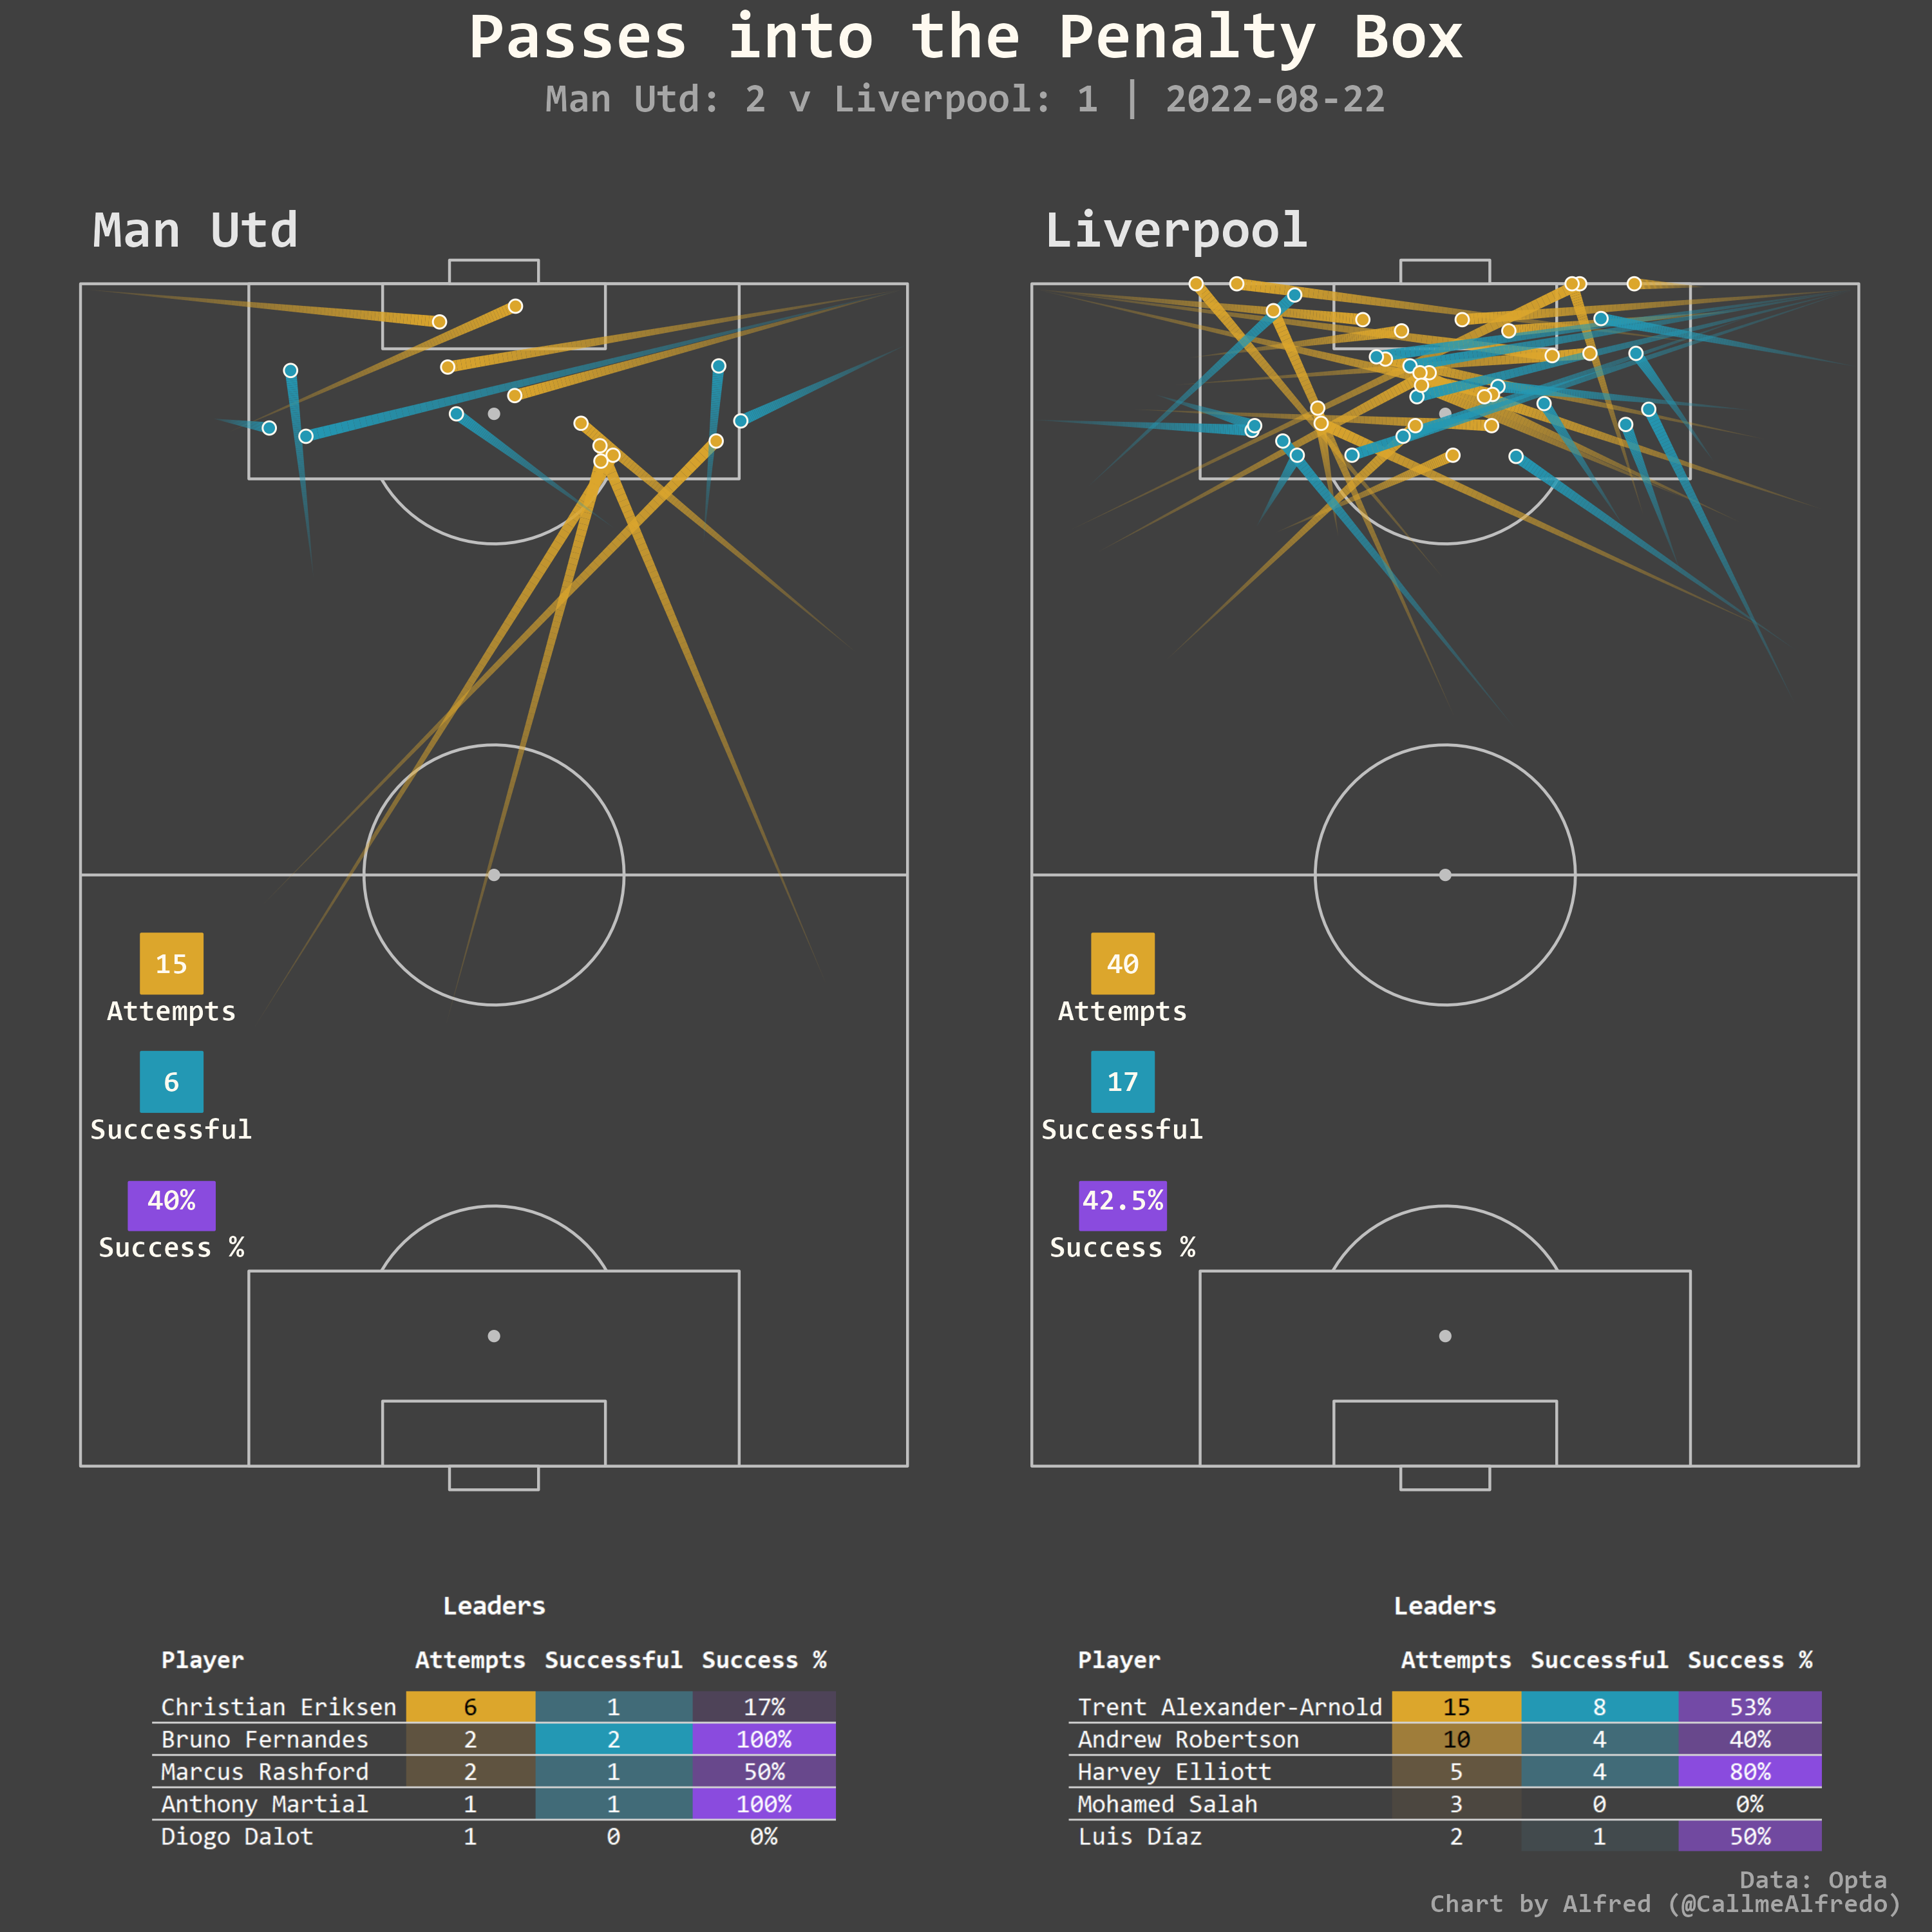 Passes into the Penalty Box
Man Utd: 2 v Liverpool: 1 | 2022-08-22
Man Utd
15
Attempts
6
Successful
40%
Success %
Liverpool
40
Attempts
17
Successful
42.5%
Success %
Leaders
Player Attempts Successful Success %
Christian Eriksen 6 1 17%
Bruno Fernandes 2 2 100%
Marcus Rashford 2 1 50%
Anthony Martial 1 1 100%
Diogo Dalot 1 0 0%
Leaders
Player Attempts Successful Success %
Trent Alexander-Arnold 15 8 53%
Andrew Robertson 10 4 40%
Harvey Elliott 5 4 80%
Mohamed Salah 3 0 0%
Luis Díaz 2 1 50%
Data: Opta
Chart by Alfred (@CallmeAlfredo)